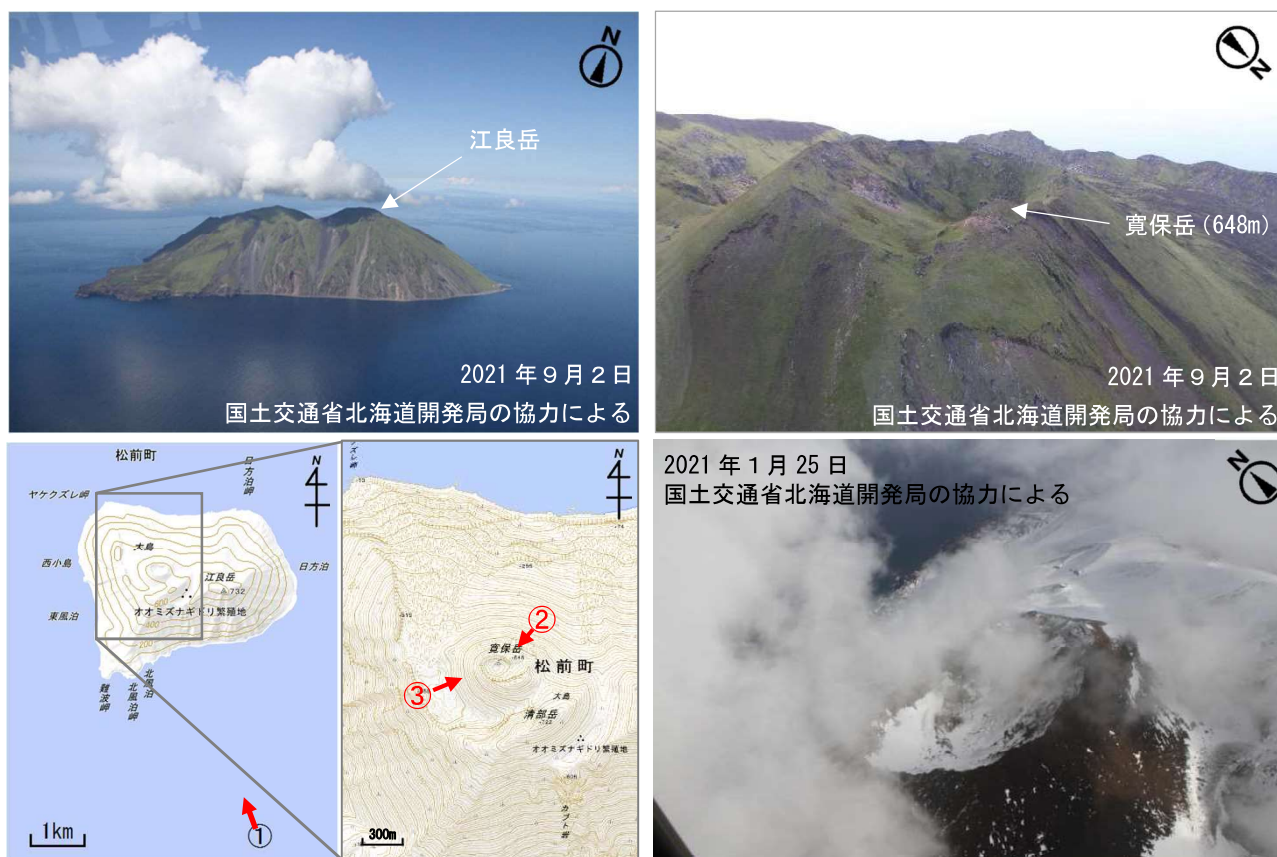 N
江良岳
2021年9月2日
国土交通省北海道開発局の協力による
N
寛保岳(648m)
2021年9月2日
国土交通省北海道開発局の協力による
松前町
日方泊岬
N
ヤケクズレ岬
大島
西小島
江良岳
732
日方泊
オオミズナギドリ繁殖地
500
300
200
東風泊
北風泊
北風泊岬
難波岬
①
1km
ズレ岬
N
②
寛保岳
松前町
③
大島
清部岳
オオミズナギドリ繁殖地
カブト岩
300m
2021年1月25日
国土交通省北海道開発局の協力による
N